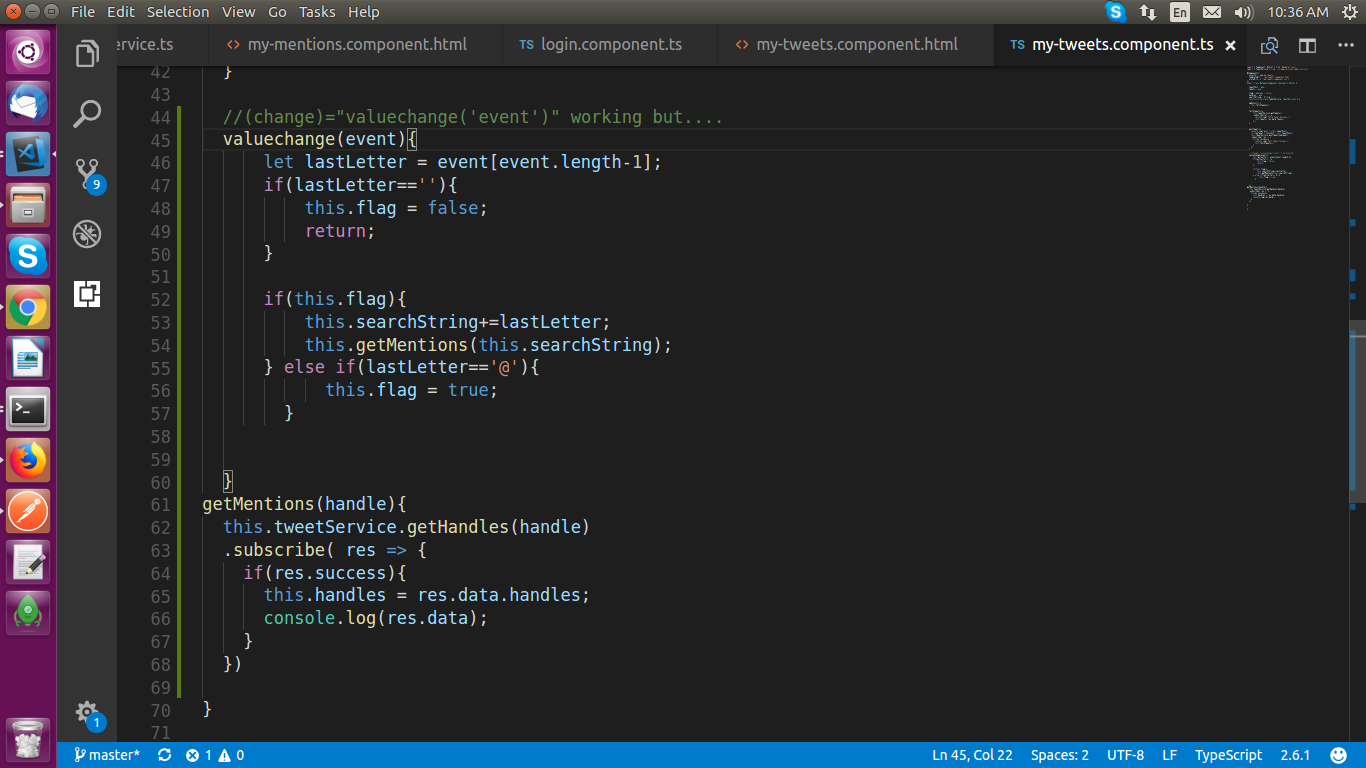 File Edit Selection View Go Tasks Help
En 10:36 AM
ervice.ts my-mentions.component.html TS login.component.ts my-tweets.component.html TS my-tweets.component.ts
42 }
43
44 //(change)="valuechange('event')" working but....
45 valuechange(event){
46 let lastLetter = event[event.length-1];
47 if(lastLetter==''){
48 this.flag = false;
49 return;
50 }
51
52 if(this.flag){
53 this.searchString+=lastLetter;
54 this.getMentions(this.searchString);
55 } else if(lastLetter=='@'){
56 this.flag = true;
57 }
58
59
60 }
61 getMentions(handle){
62 this.tweetService.getHandles(handle)
63 .subscribe( res => {
64 if(res.success){
65 this.handles = res.data.handles;
66 console.log(res.data);
67 }
68 })
69
70 }
71
9
1
master* 1 0 Ln 45, Col 22 Spaces: 2 UTF-8 LF TypeScript 2.6.1